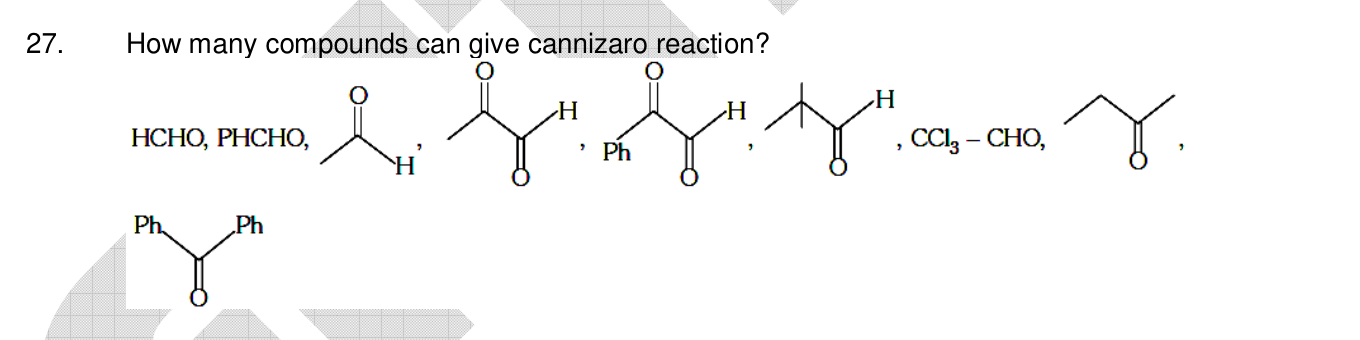 27. How many compounds can give cannizaro reaction?
O O O
HCHO, PHCHO, H, H O , Ph H O , H O , CCl₃ – CHO, O ,
Ph Ph
O